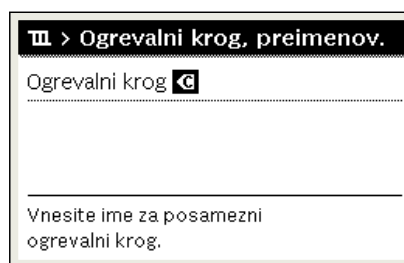 > Ogrevalni krog, preimenov.
Ogrevalni krog C
Vnesite ime za posamezni
ogrevalni krog.